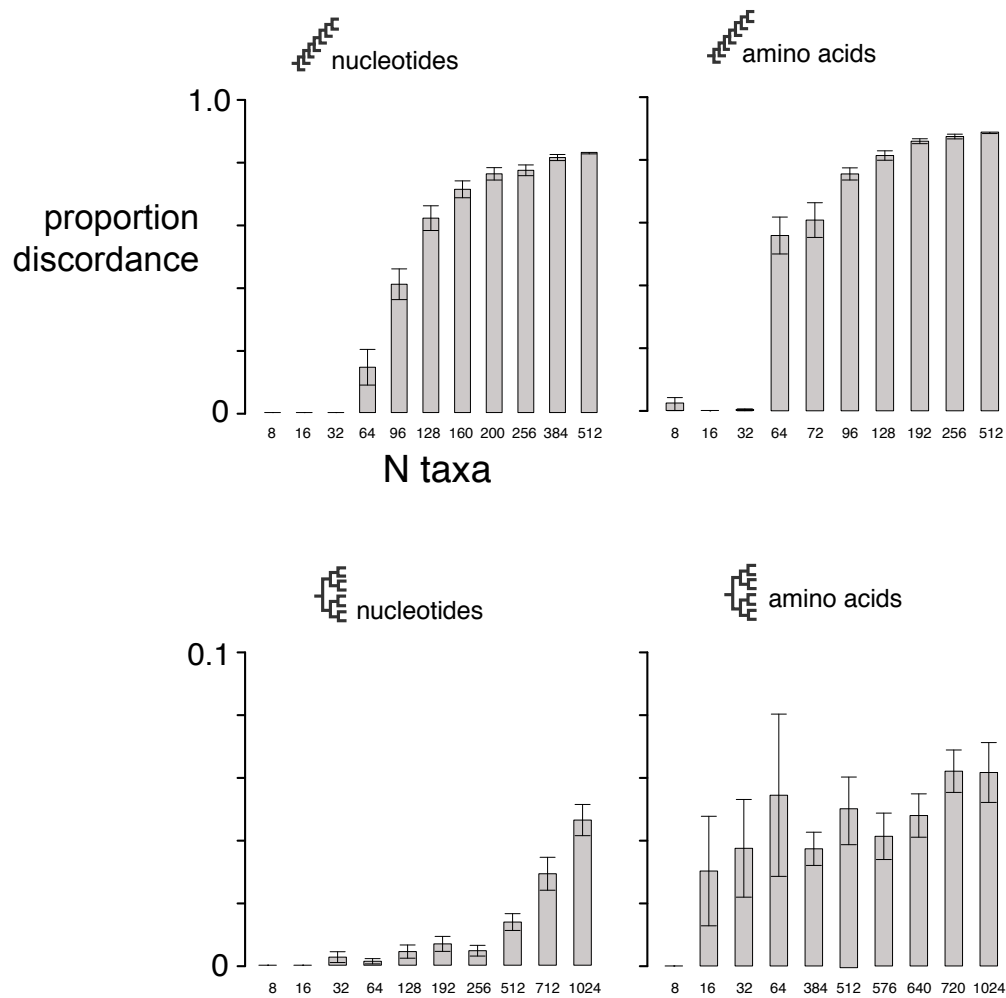 nucleotides
amino acids
1.0
proportion
discordance
0
8 16 32 64 96 128 160 200 256 384 512
8 16 32 64 72 96 128 192 256 512
N taxa
nucleotides
amino acids
0.1
0
8 16 32 64 128 192 256 512 712 1024
8 16 32 64 384 512 576 640 720 1024